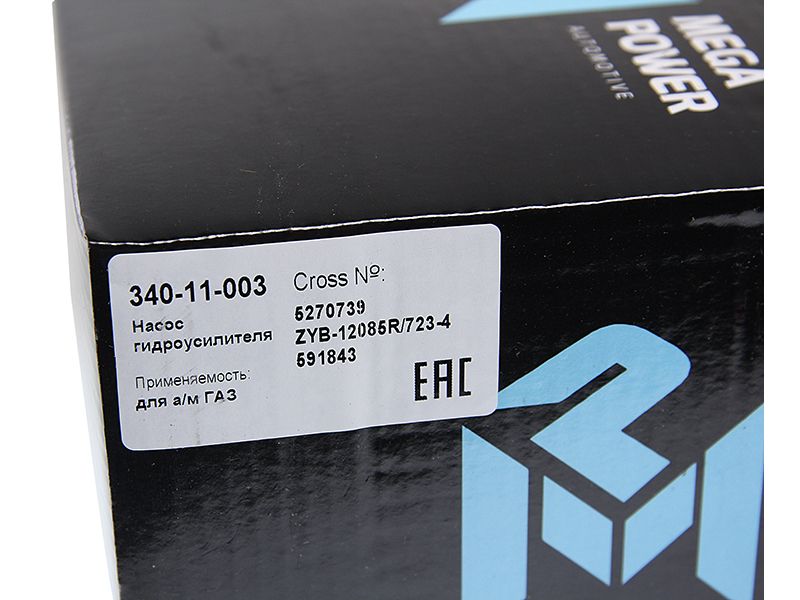 MEGA
POWER
AUTOMOTIVE
340-11-003
Насос
гидроусилителя
Применяемость:
для а/м ГАЗ
Cross №:
5270739
ZYB-12085R/723-4
591843
EAC